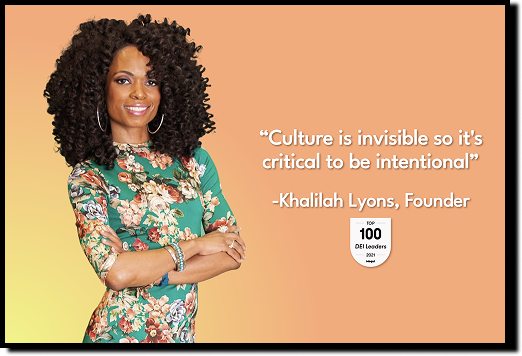 “Culture is invisible so it's
critical to be intentional”
-Khalilah Lyons, Founder
TOP
100
DEI Leaders
2021